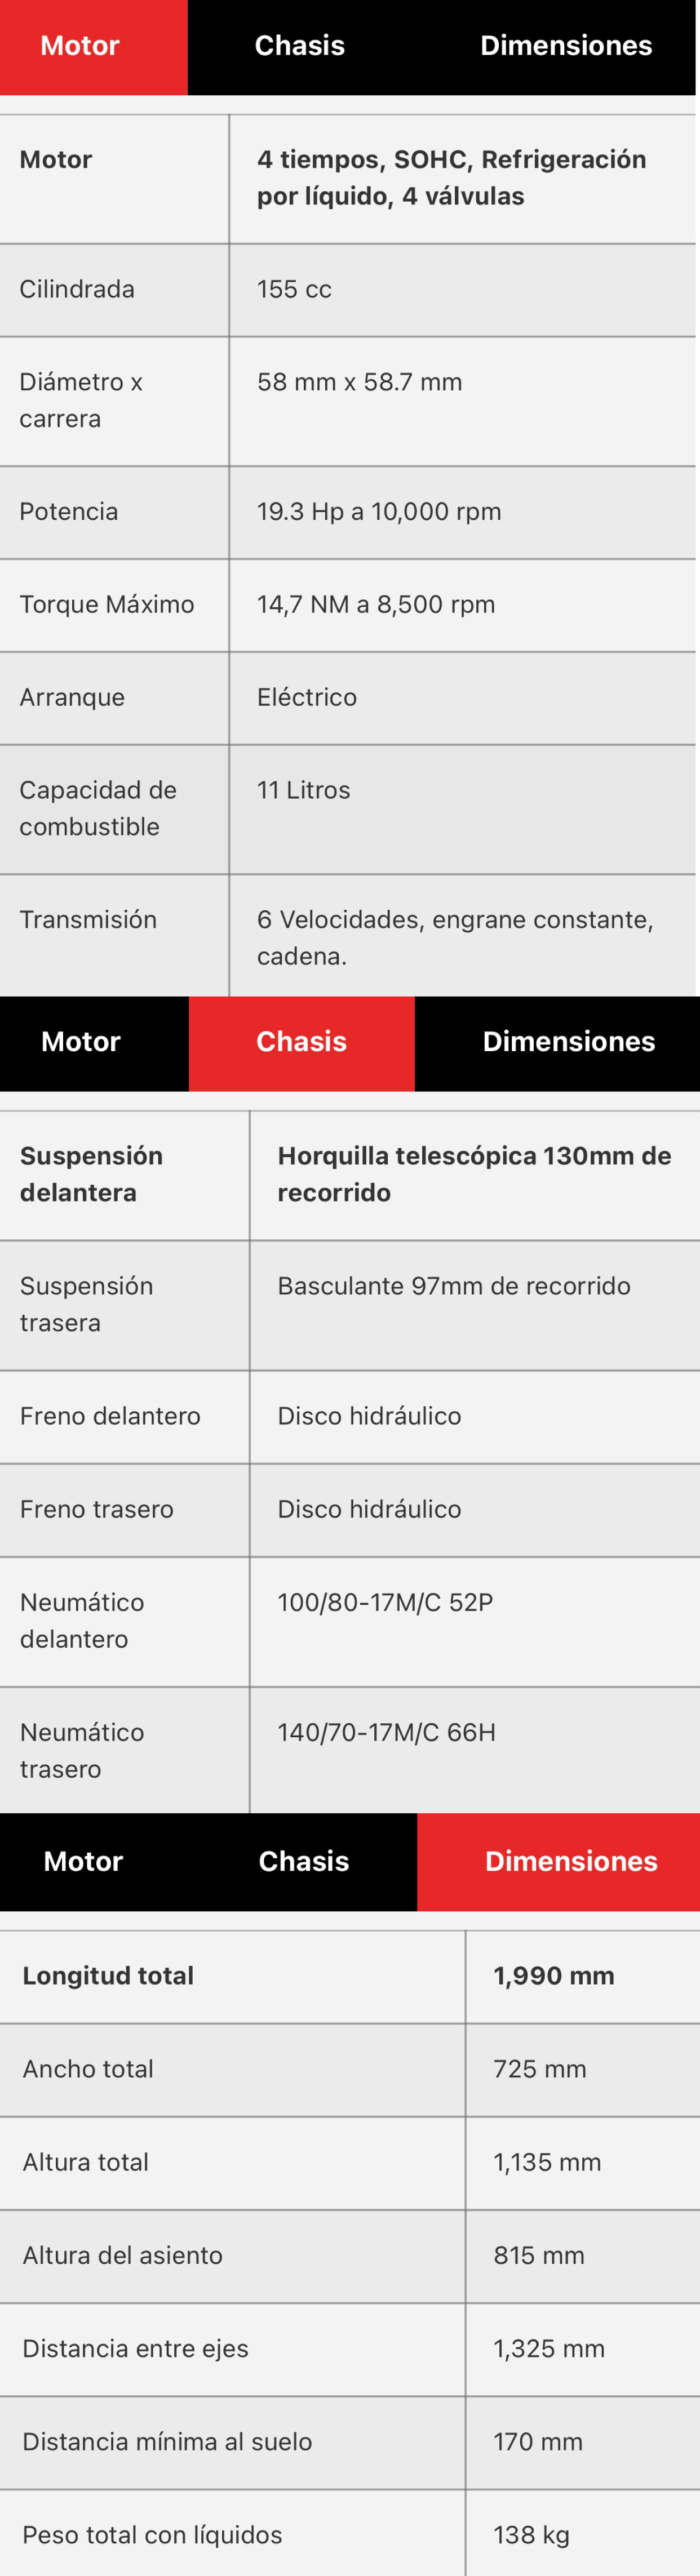 Motor Chasis Dimensiones
Motor 4 tiempos, SOHC, Refrigeración
por líquido, 4 válvulas
Cilindrada 155 cc
Diámetro x 58 mm x 58.7 mm
carrera
Potencia 19.3 Hp a 10,000 rpm
Torque Máximo 14,7 NM a 8,500 rpm
Arranque Eléctrico
Capacidad de 11 Litros
combustible
Transmisión 6 Velocidades, engrane constante,
cadena.
Motor Chasis Dimensiones
Suspensión Horquilla telescópica 130mm de
delantera recorrido
Suspensión Basculante 97mm de recorrido
trasera
Freno delantero Disco hidráulico
Freno trasero Disco hidráulico
Neumático 100/80-17M/C 52P
delantero
Neumático 140/70-17M/C 66H
trasero
Motor Chasis Dimensiones
Longitud total 1,990 mm
Ancho total 725 mm
Altura total 1,135 mm
Altura del asiento 815 mm
Distancia entre ejes 1,325 mm
Distancia mínima al suelo 170 mm
Peso total con líquidos 138 kg